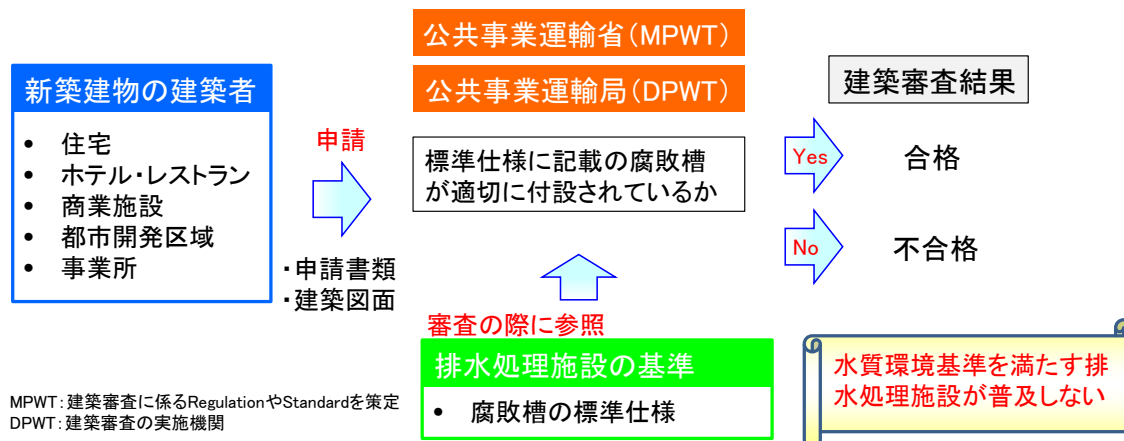 公共事業運輸省(MPWT)
公共事業運輸局(DPWT)
新築建物の建築者
• 住宅
• ホテル・レストラン
• 商業施設
• 都市開発区域
• 事業所
申請
・申請書類
・建築図面
標準仕様に記載の腐敗槽
が適切に付設されているか
建築審査結果
Yes
合格
No
不合格
審査の際に参照
排水処理施設の基準
• 腐敗槽の標準仕様
水質環境基準を満たす排
水処理施設が普及しない
MPWT:建築審査に係るRegulationやStandardを策定
DPWT:建築審査の実施機関